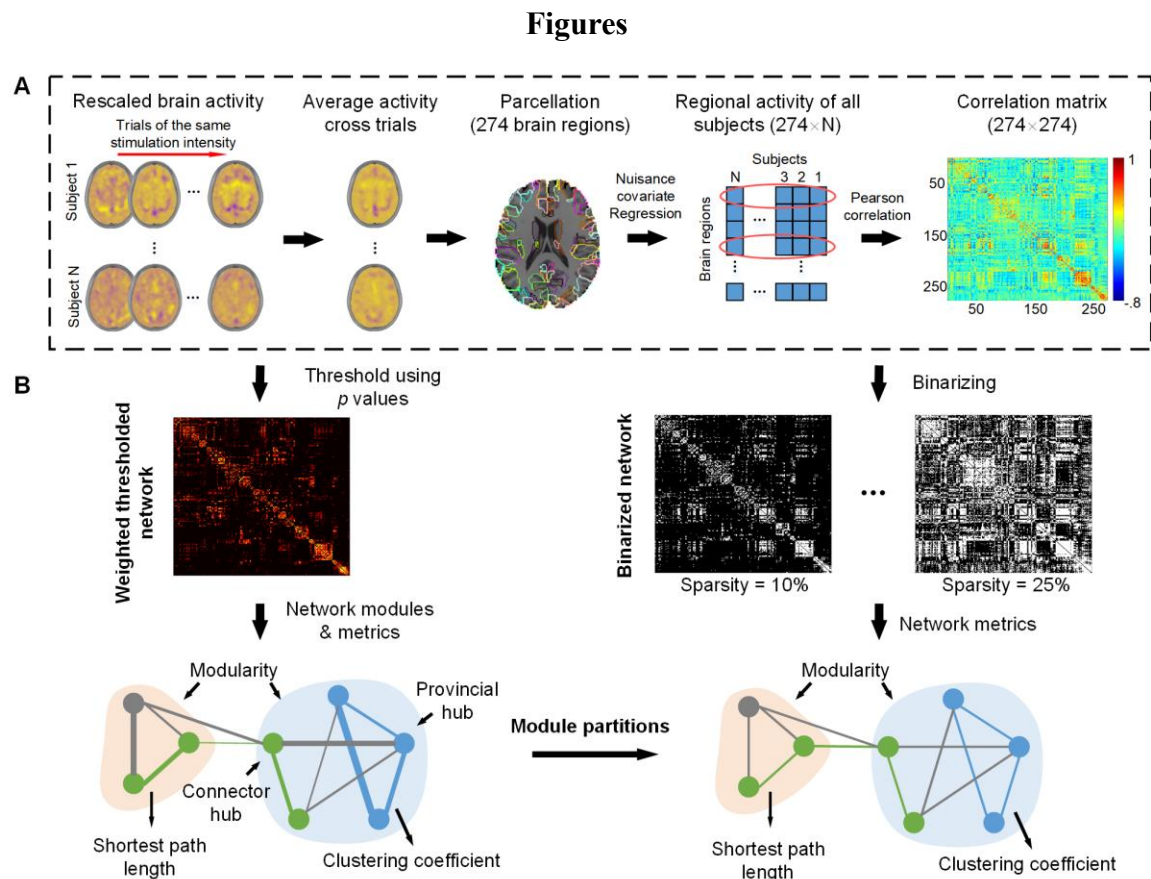 Figures
A
Rescaled brain activity
Trials of the same
stimulation intensity
Subject 1
...
Subject N
...
Average activity
cross trials
Parcellation
(274 brain regions)
Nuisance
covariate
Regression
Regional activity of all
subjects (274×N)
Subjects
N 3 2 1
Brain regions
...
...
Pearson
correlation
Correlation matrix
(274×274)
50
150
250
50 150 250
1
-.8
B
Threshold using
p values
Weighted thresholded
network
Network modules
& metrics
Binarizing
Binarized network
...
Sparsity = 10%
Sparsity = 25%
Network metrics
Modularity
Provincial
hub
Connector
hub
Shortest path
length
Clustering coefficient
Module partitions
Modularity
Shortest path
length
Clustering coefficient